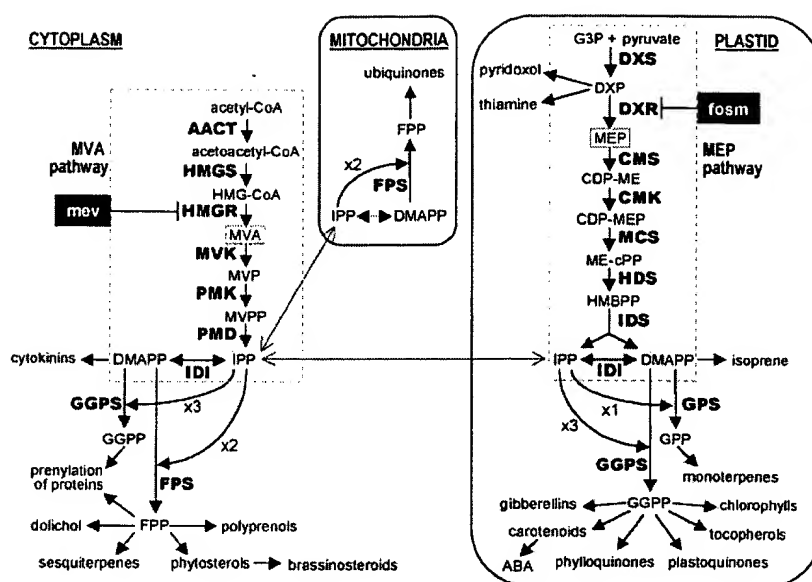 CYTOPLASM
MVA
pathway
acetyl-CoA
AACT
acetoacetyl-CoA
HMGS
HMG-CoA
mev
HMGR
MVA
MVK
MVP
PMK
MVPP
PMD
cytokinins
DMAPP
IDI
IPP
GGPS
x3
x2
GGPP
prenylation
of proteins
FPS
dolichol
FPP
polyprenols
sesquiterpenes
phytosterols
brassinosteroids
MITOCHONDRIA
ubiquinones
FPP
x2
FPS
IPP
DMAPP
PLASTID
G3P + pyruvate
DXS
pyridoxol
DXP
thiamine
DXR
fosm
MEP
MEP
pathway
CMS
CDP-ME
CMK
CDP-MEP
MCS
ME-cPP
HDS
HMBPP
IDS
IPP
IDI
DMAPP
isoprene
x1
GPS
x3
GPP
GGPS
monoterpenes
gibberellins
GGPP
chlorophylls
carotenoids
tocopherols
ABA
phylloquinones
plastoquinones